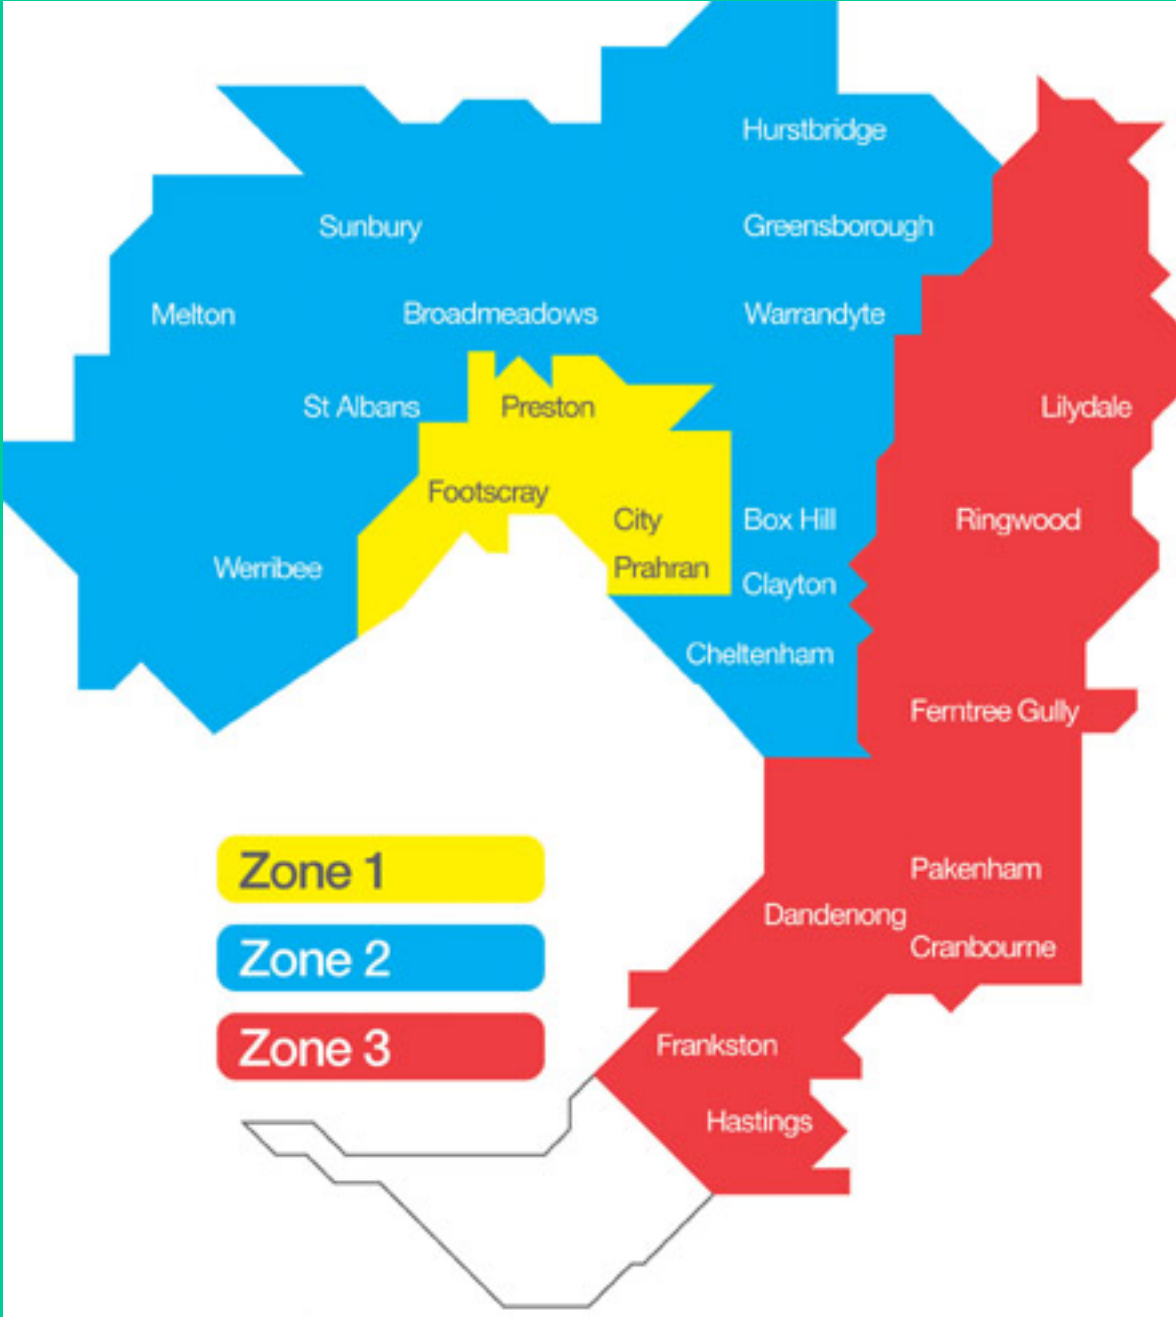 Hurstbridge
Sunbury
Greensborough
Melton
Broadmeadows
Warrandyte
St Albans
Preston
Lilydale
Footscray
City
Box Hill
Ringwood
Werribee
Prahran
Clayton
Cheltenham
Ferntree Gully
Zone 1
Pakenham
Dandenong
Zone 2
Cranbourne
Zone 3
Frankston
Hastings